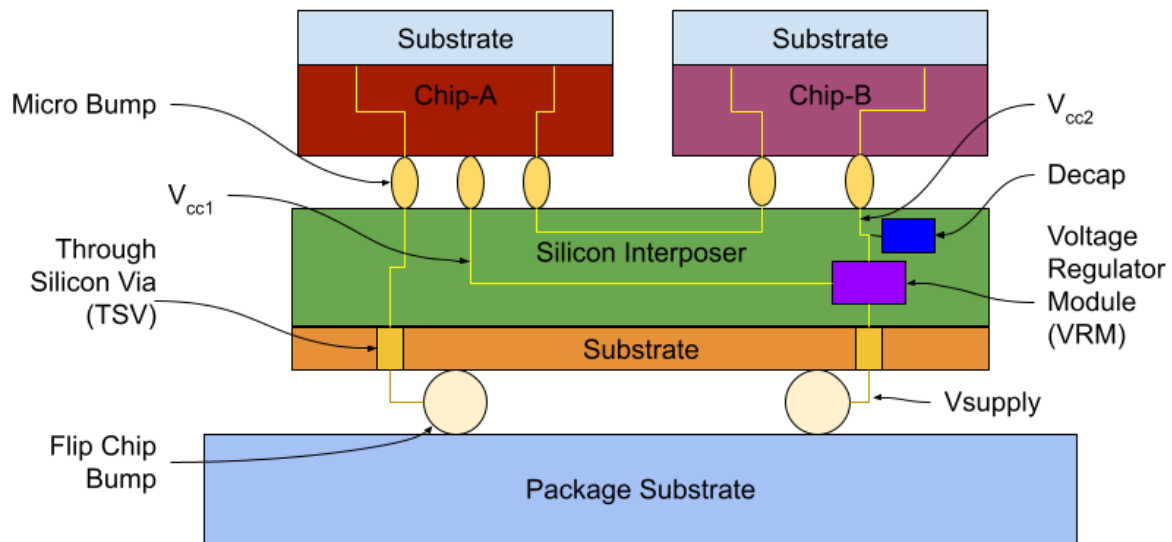 Substrate
Substrate
Chip-A
Chip-B
Micro Bump
Vcc2
Decap
Vcc1
Through
Silicon Via
(TSV)
Silicon Interposer
Voltage
Regulator
Module
(VRM)
Substrate
Vsupply
Flip Chip
Bump
Package Substrate